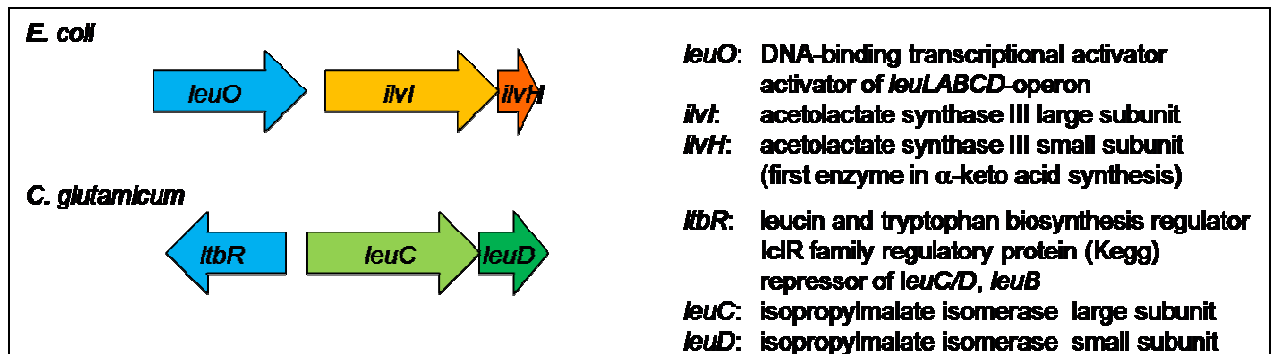 E. coli
leuO ilvI ilvH
C. glutamicum
ltbR leuC leuD
leuO: DNA-binding transcriptional activator
activator of leuLABCD-operon
ilvI: acetolactate synthase III large subunit
ilvH: acetolactate synthase III small subunit
(first enzyme in α-keto acid synthesis)
ltbR: leucin and tryptophan biosynthesis regulator
IclR family regulatory protein (Kegg)
repressor of leuC/D, leuB
leuC: isopropylmalate isomerase large subunit
leuD: isopropylmalate isomerase small subunit